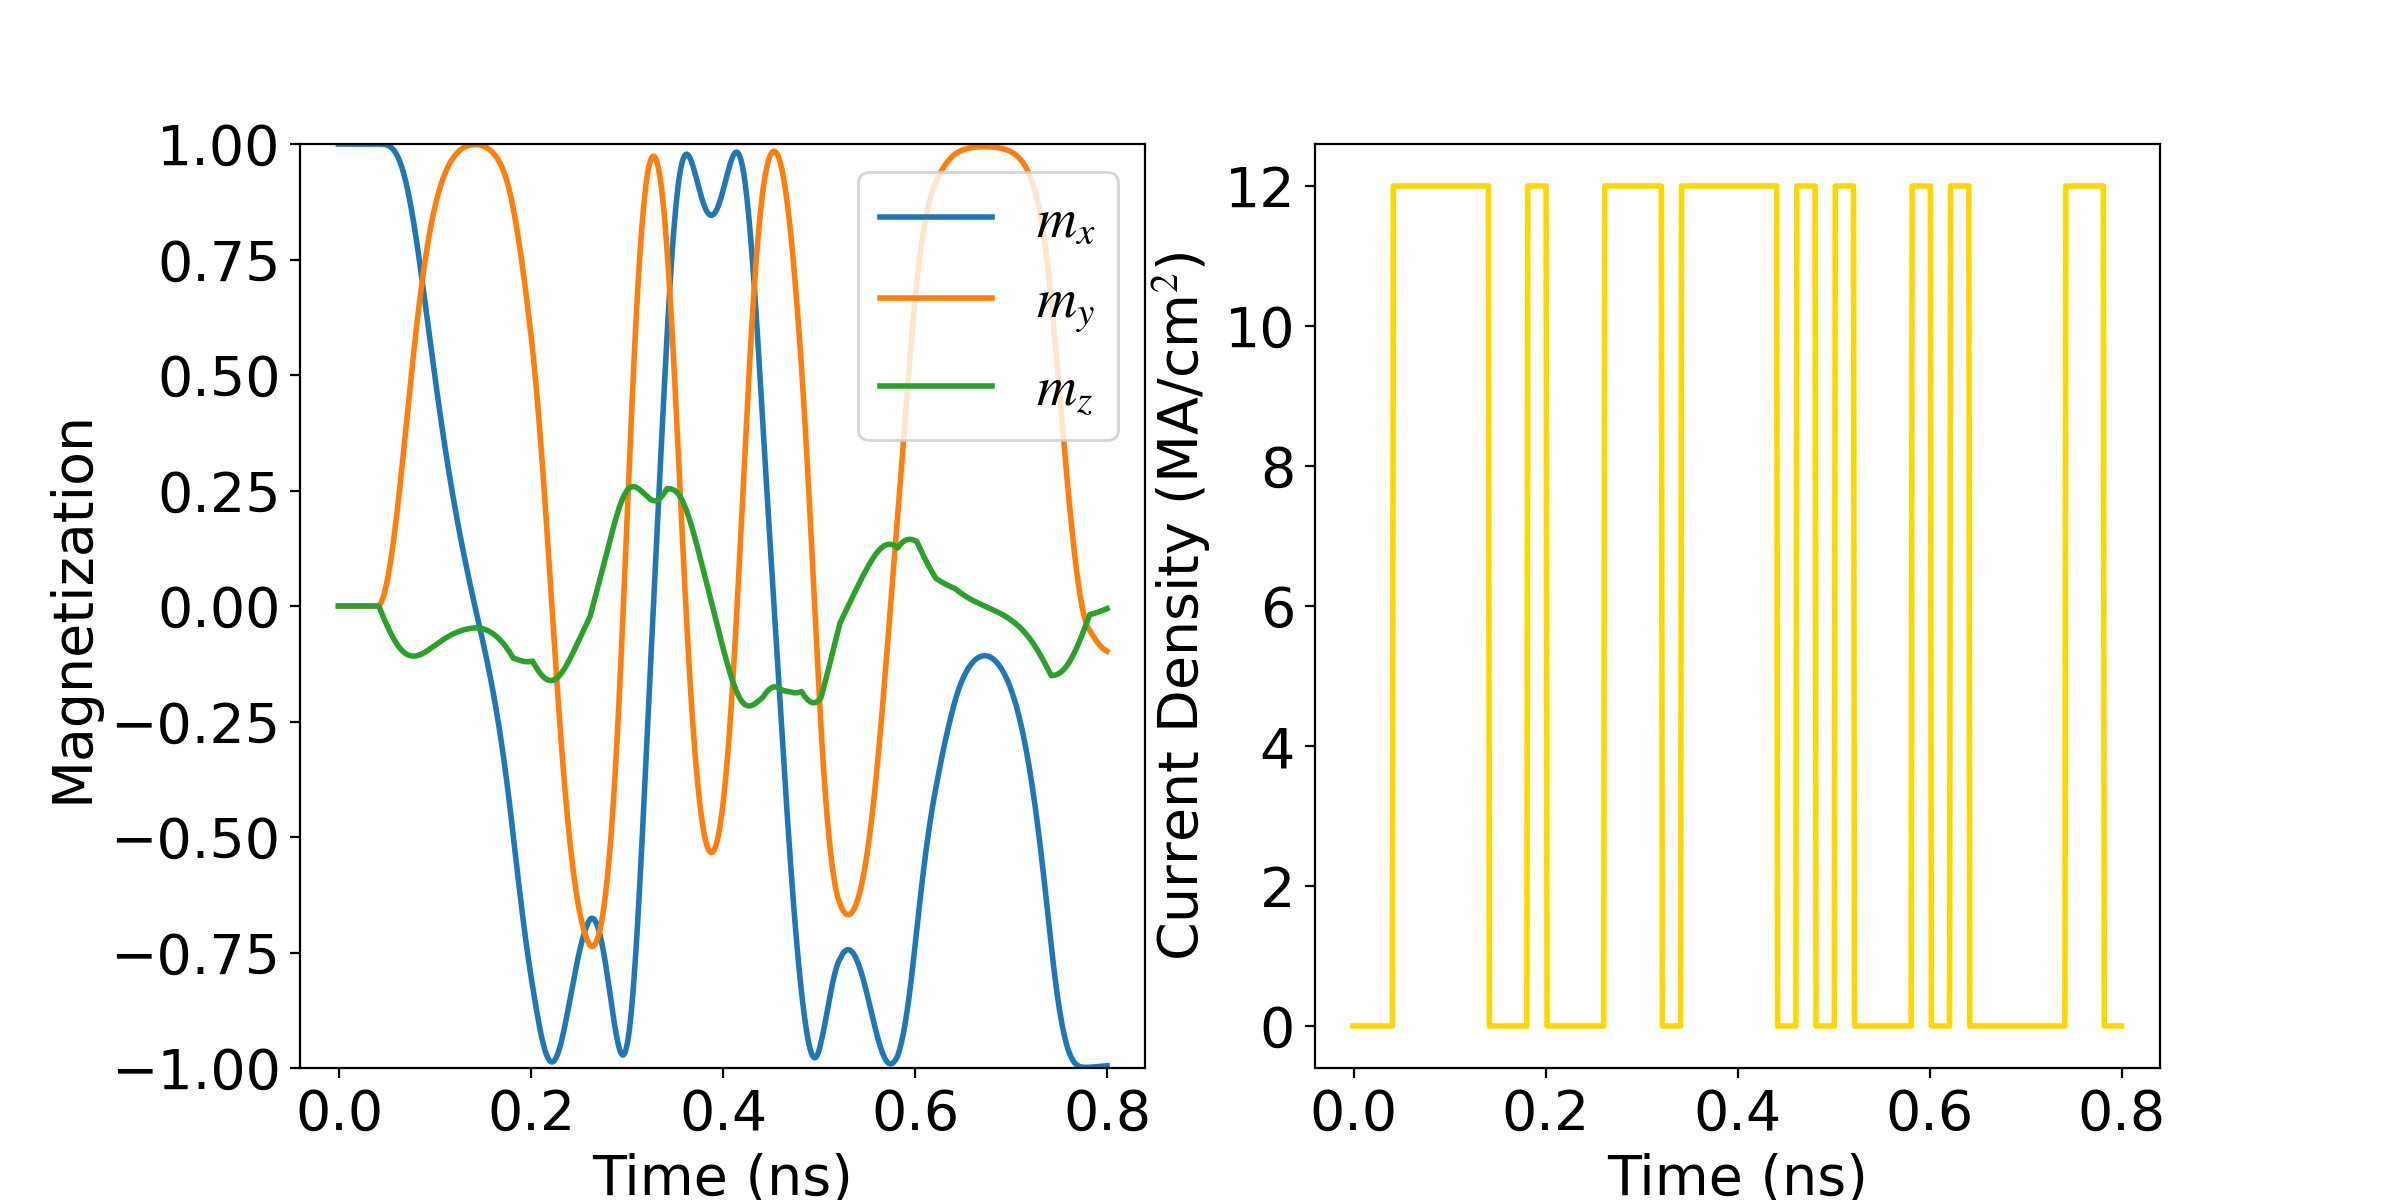 1.00
0.75
0.50
0.25
0.00
−0.25
−0.50
−0.75
−1.00
0.0 0.2 0.4 0.6 0.8
Time (ns)
Magnetization
m_x
m_y
m_z
12
10
8
6
4
2
0
0.0 0.2 0.4 0.6 0.8
Time (ns)
Current Density (MA/cm²)